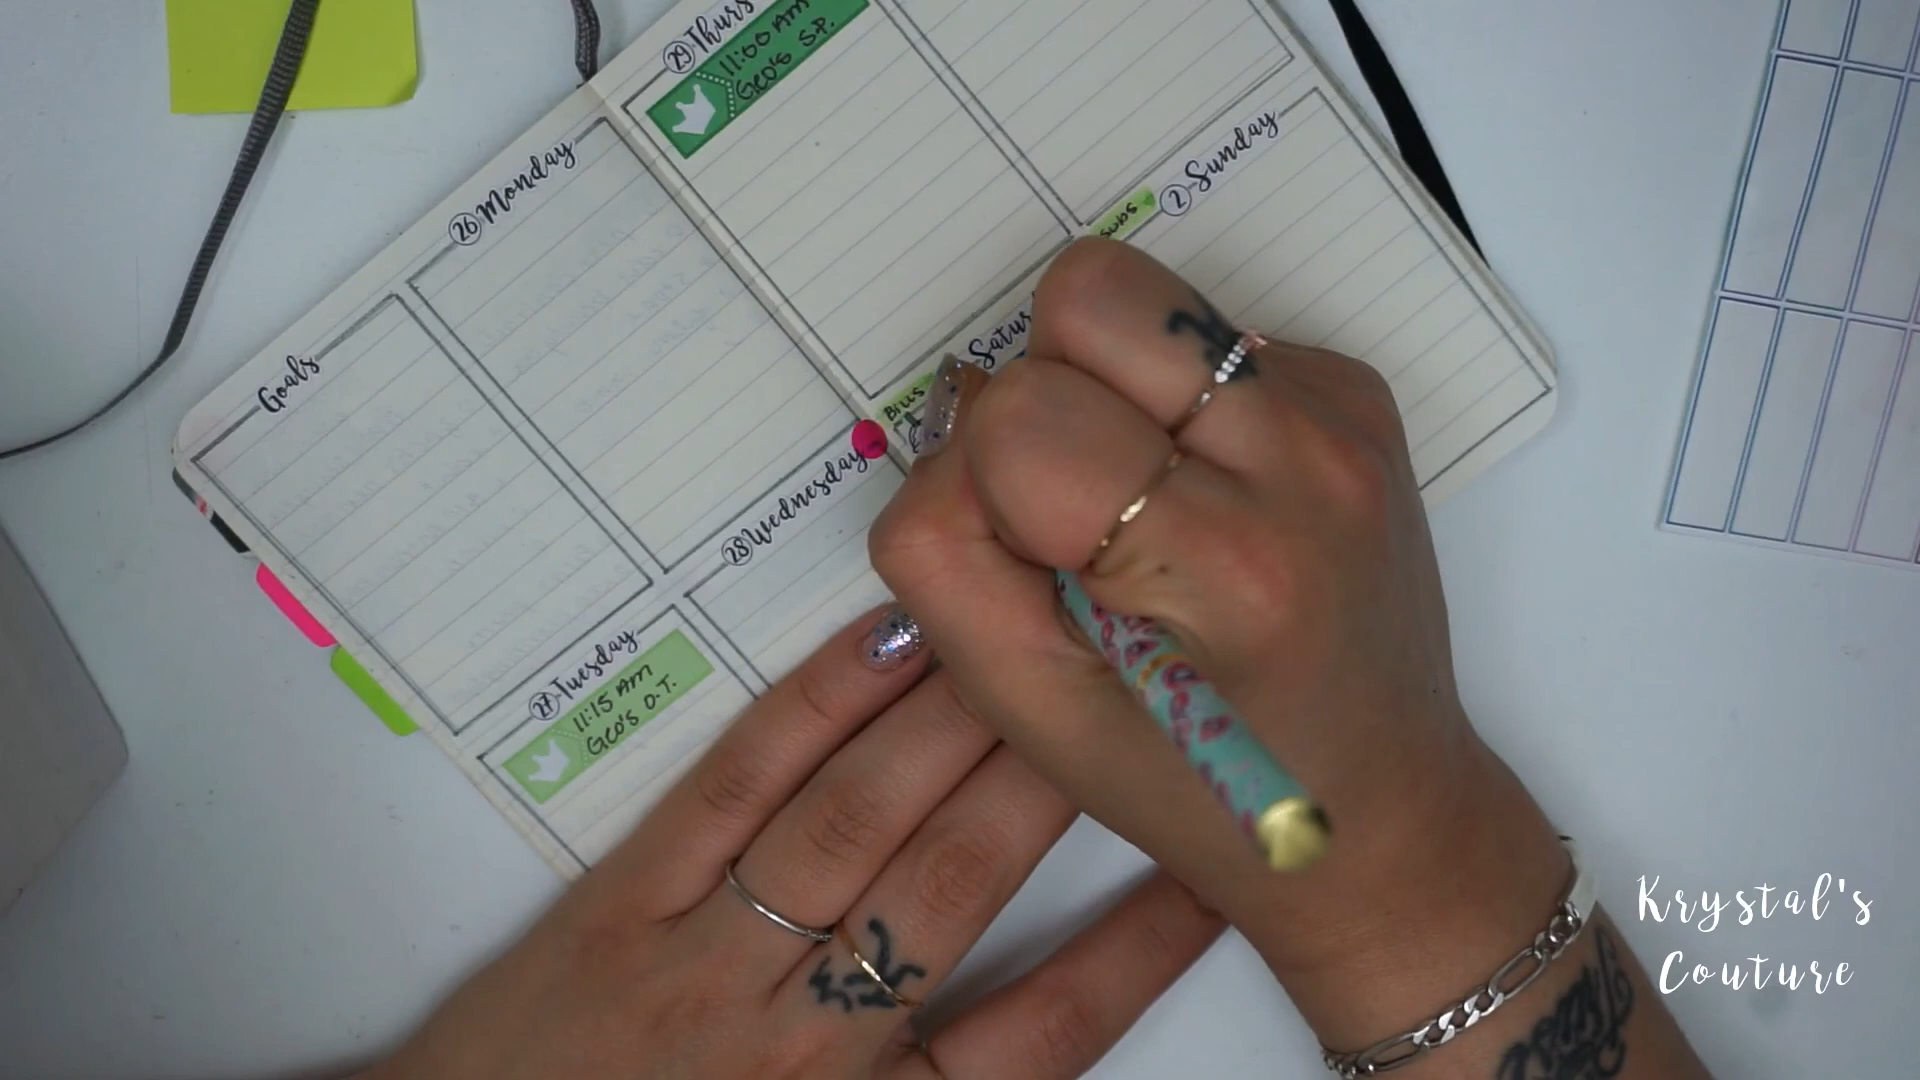 29 Thurs
11:00 AM
Geo's S.P.
26 Monday
2 Sunday
subs
Goals
Satur
Bills
28 Wednesday
27 Tuesday
11:15 AM
Geo's O.T.
Krystal's
Couture